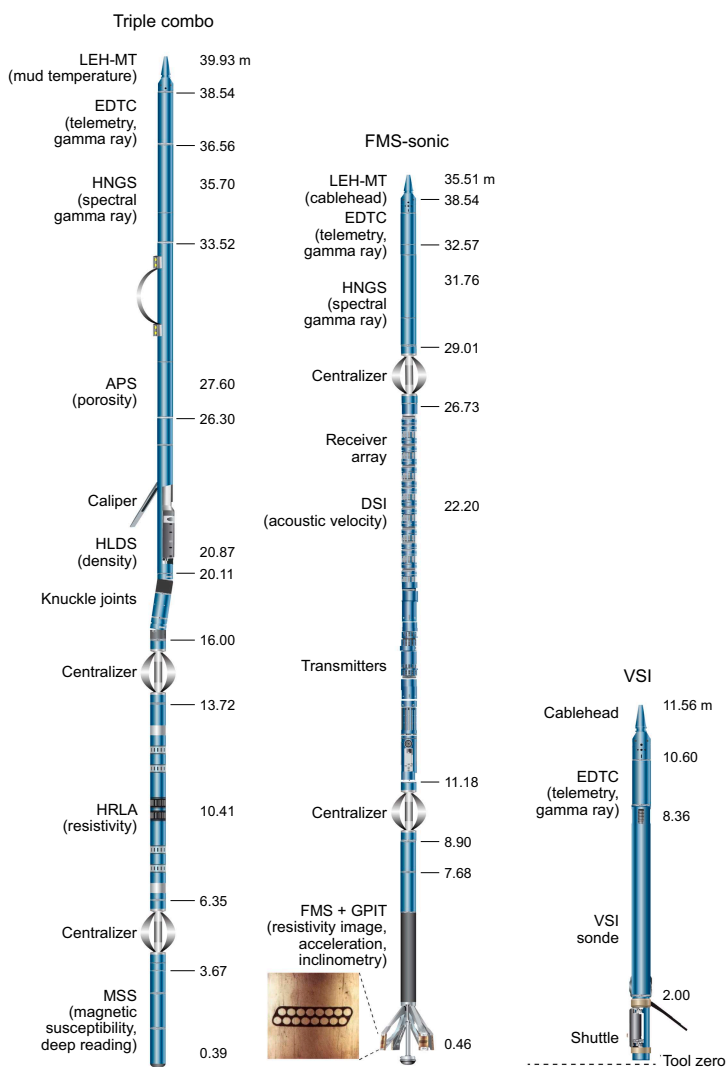 Triple combo
LEH-MT
(mud temperature)
39.93 m
38.54
EDTC
(telemetry,
gamma ray)
36.56
HNGS
(spectral
gamma ray)
35.70
33.52
APS
(porosity)
27.60
26.30
Caliper
HLDS
(density)
20.87
20.11
Knuckle joints
16.00
Centralizer
13.72
HRLA
(resistivity)
10.41
6.35
Centralizer
3.67
MSS
(magnetic
susceptibility,
deep reading)
0.39
FMS-sonic
LEH-MT
(cablehead)
35.51 m
38.54
EDTC
(telemetry,
gamma ray)
32.57
31.76
HNGS
(spectral
gamma ray)
29.01
Centralizer
26.73
Receiver
array
DSI
(acoustic velocity)
22.20
Transmitters
11.18
Centralizer
8.90
7.68
FMS + GPIT
(resistivity image,
acceleration,
inclinometry)
0.46
VSI
Cablehead
11.56 m
10.60
EDTC
(telemetry,
gamma ray)
8.36
VSI
sonde
2.00
Shuttle
Tool zero